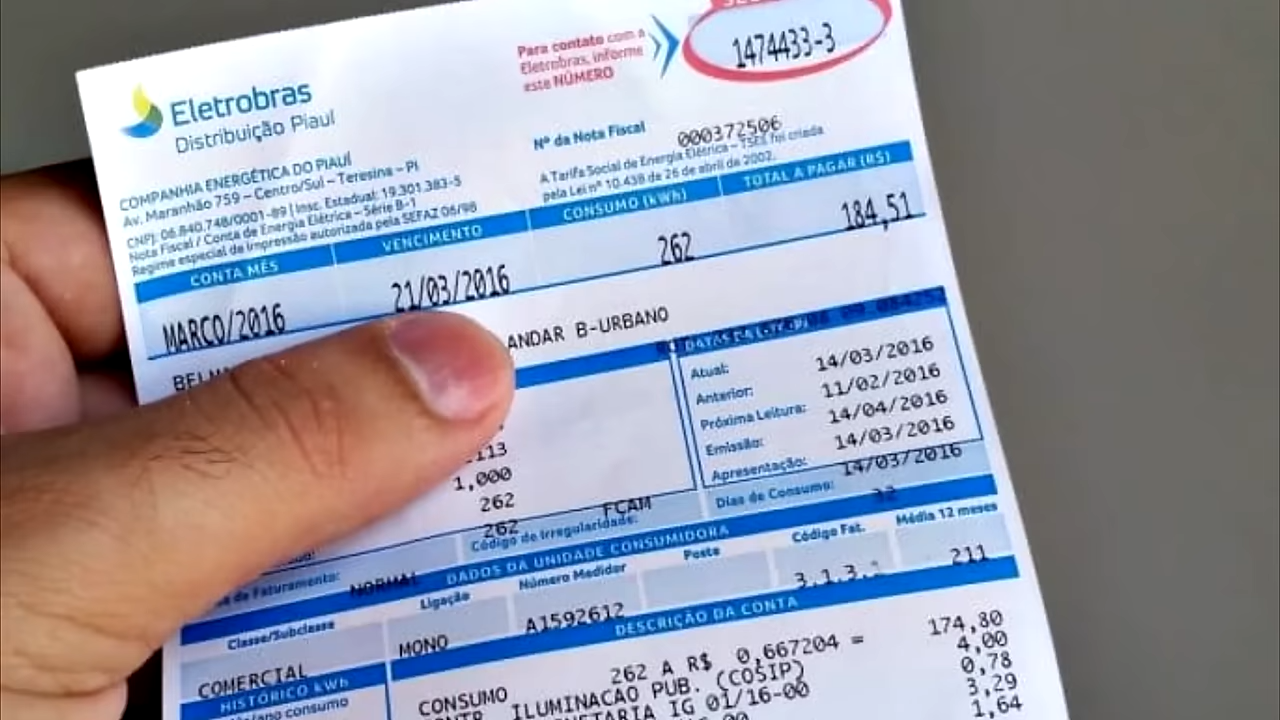 Para contato com a
Eletrobras, informe
este NÚMERO
1474433-3
Eletrobras
Distribuição Piauí
Nº da Nota Fiscal 000372506
COMPANHIA ENERGÉTICA DO PIAUÍ
Av. Maranhão 759 – Centro/Sul – Teresina – PI
CNPJ: 06.840.748/0001-89 | Insc. Estadual: 19.301.383-5
Nota Fiscal / Conta de Energia Elétrica – Série B-1
Regime especial de impressão autorizada pela SEFAZ 06/98
A Tarifa Social de Energia Elétrica – TSEE foi criada
pela Lei nº 10.438 de 26 de abril de 2002.
CONTA MÊS VENCIMENTO CONSUMO (kWh) TOTAL A PAGAR (R$)
MARCO/2016 21/03/2016 262 184,51
ANDAR B-URBANO
Atual: 14/03/2016
Anterior: 11/02/2016
Próxima Leitura: 14/04/2016
Emissão: 14/03/2016
Apresentação: 14/03/2016
Dias de Consumo: 32
1,000
262
262
Código de Irregularidade: FCAM
de Faturamento: NORMAL
DADOS DA UNIDADE CONSUMIDORA
Classe/Subclasse Ligação Número Medidor Poste Código Fat. Média 12 meses
COMERCIAL MONO A1592612 211
HISTÓRICO kWh
consumo
DESCRIÇÃO DA CONTA
CONSUMO 262 A R$ 0,667204 = 174,80
ILUMINACAO PUB. (COSIP) 4,00
IG 01/16-00 0,78
3,29
1,64